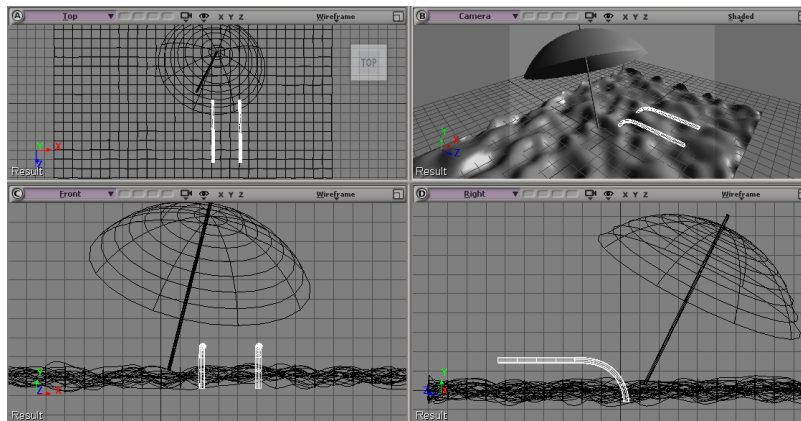 A Top X Y Z Wireframe
TOP
Y X
Z
Result
B Camera X Y Z Shaded
Y
X
Z
Result
C Front X Y Z Wireframe
Y
Z X
Result
D Right X Y Z Wireframe
Y
Z X
Result